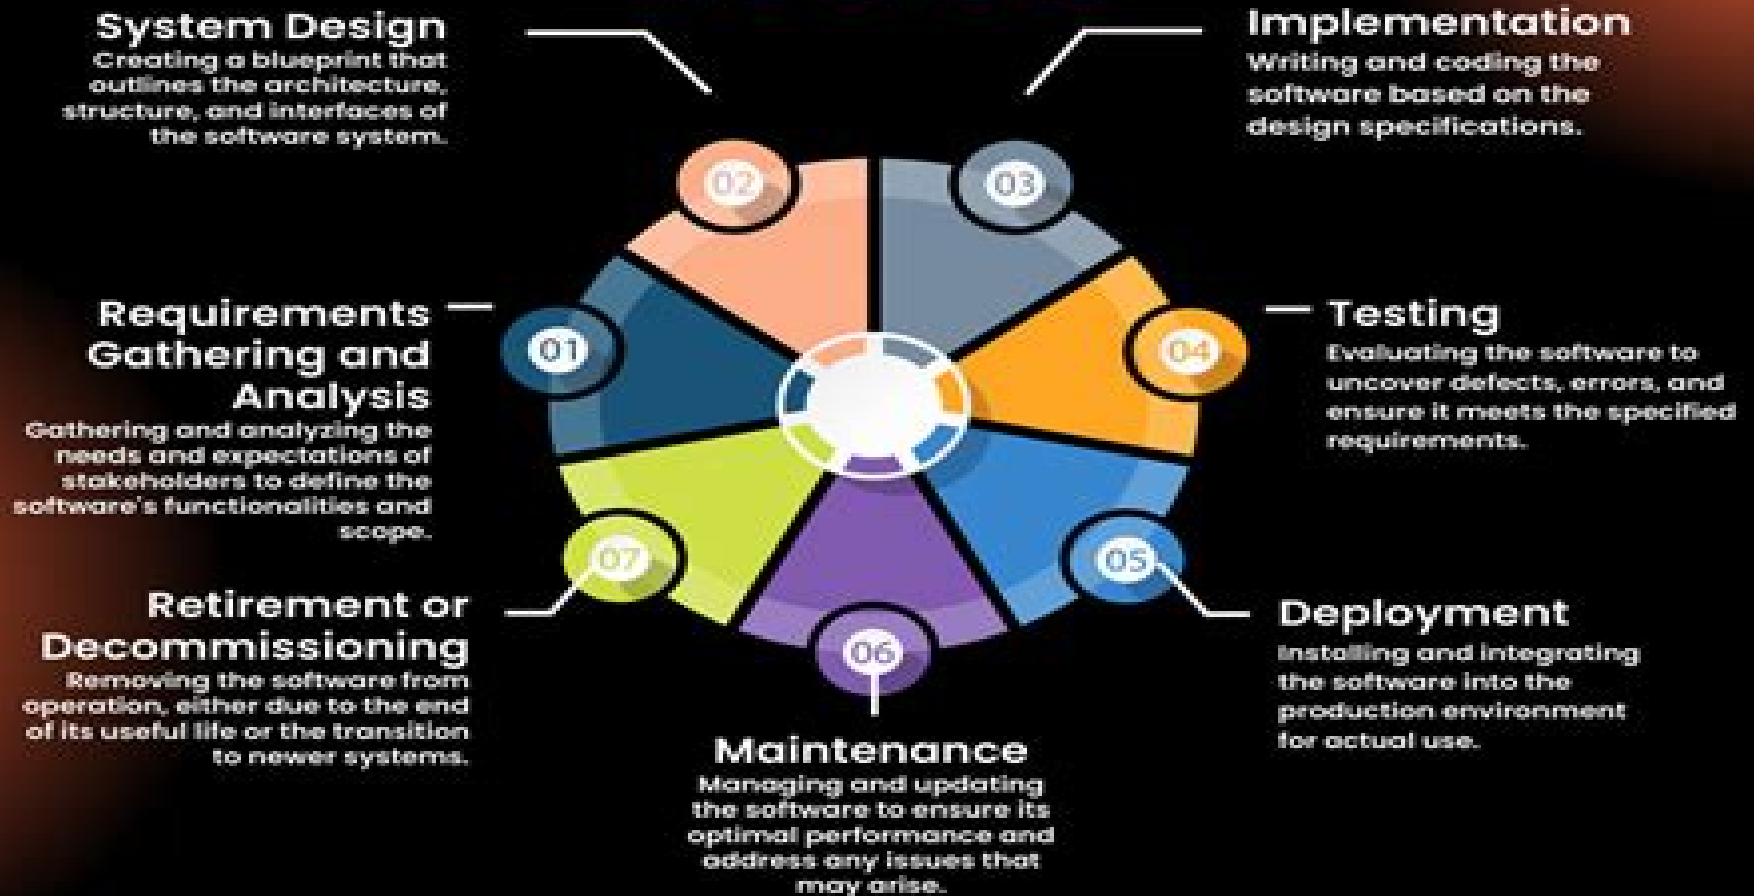 System Design
Creating a blueprint that
outlines the architecture,
structure, and interfaces of
the software system.
Implementation
Writing and coding the
software based on the
design specifications.
02
03
Requirements
Gathering and
Analysis
Gathering and analyzing the
needs and expectations of
stakeholders to define the
software's functionalities and
scope.
01
04
Testing
Evaluating the software to
uncover defects, errors, and
ensure it meets the specified
requirements.
07
05
Retirement or
Decommissioning
Removing the software from
operation, either due to the end
of its useful life or the transition
to newer systems.
06
Deployment
Installing and integrating
the software into the
production environment
for actual use.
Maintenance
Managing and updating
the software to ensure its
optimal performance and
address any issues that
may arise.